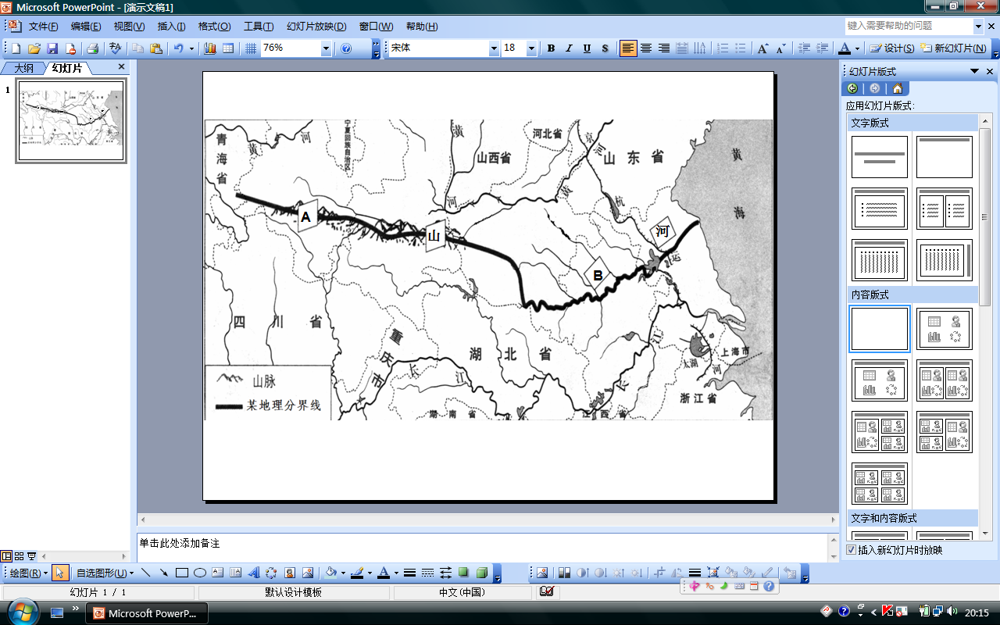 Microsoft PowerPoint - [演示文稿1]
文件(F) 编辑(E) 视图(V) 插入(I) 格式(O) 工具(T) 幻灯片放映(D) 窗口(W) 帮助(H) 键入需要帮助的问题
76% 宋体 18 B I U S A A A 设计(S) 新幻灯片(N)
大纲 幻灯片
1
幻灯片版式
应用幻灯片版式:
文字版式
内容版式
文字和内容版式
插入新幻灯片时放映
青海省
黄 河
宁夏回族自治区
黄
河
山西省
河北省
京
河
山东省
黄
杭
黄
海
A
山
河
B
运
四川省
重庆市
湖北省
长 江
江
长
太湖
河
上海市
浙江省
湖南省
江西省
山脉
某地理分界线
单击此处添加备注
绘图(R) 自选图形(U) A
幻灯片 1 / 1 默认设计模板 中文(中国)
Microsoft PowerP...
20:15